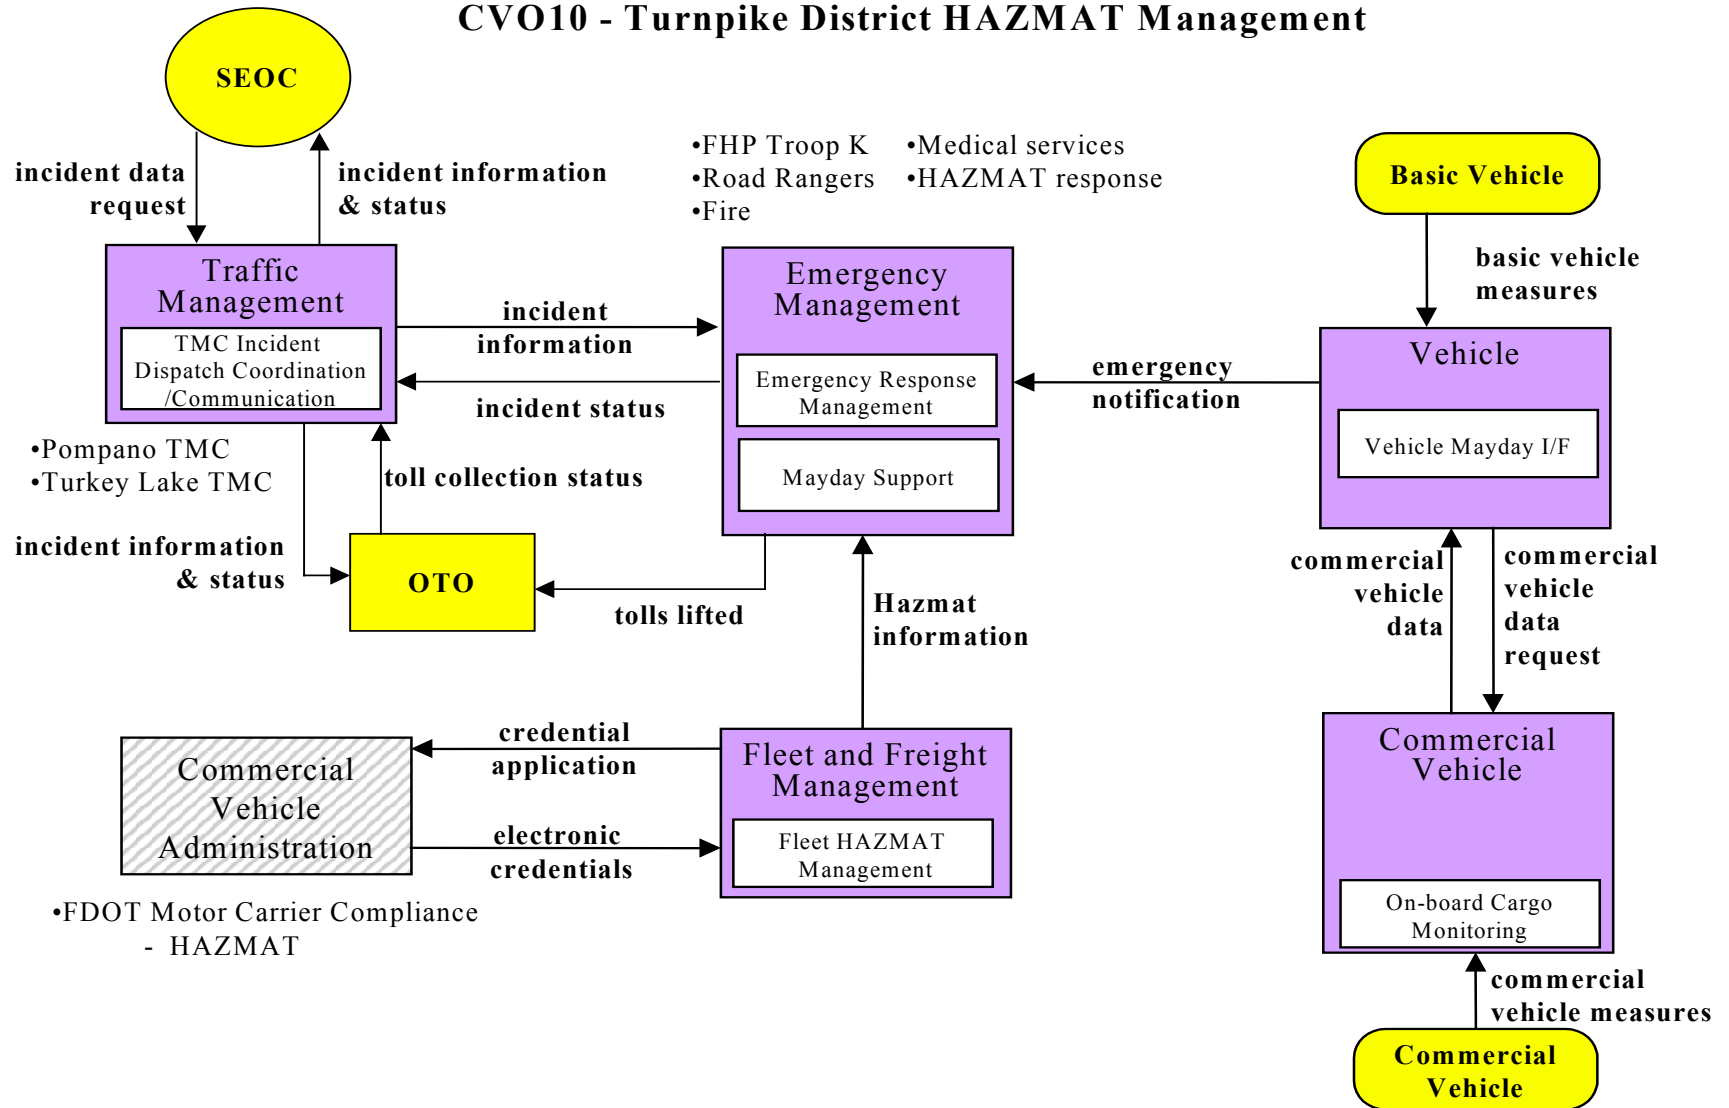 CVO10 - Turnpike District HAZMAT Management
SEOC
incident data
request
incident information
& status
•FHP Troop K
•Road Rangers
•Fire
•Medical services
•HAZMAT response
Basic Vehicle
basic vehicle
measures
Traffic
Management
TMC Incident
Dispatch Coordination
/Communication
incident
information
incident status
Emergency
Management
Emergency Response
Management
Mayday Support
emergency
notification
Vehicle
Vehicle Mayday I/F
•Pompano TMC
•Turkey Lake TMC
toll collection status
incident information
& status
OTO
tolls lifted
Hazmat
information
commercial
vehicle
data
commercial
vehicle
data
request
Commercial
Vehicle
Administration
credential
application
electronic
credentials
Fleet and Freight
Management
Fleet HAZMAT
Management
Commercial
Vehicle
On-board Cargo
Monitoring
•FDOT Motor Carrier Compliance
- HAZMAT
commercial
vehicle measures
Commercial
Vehicle